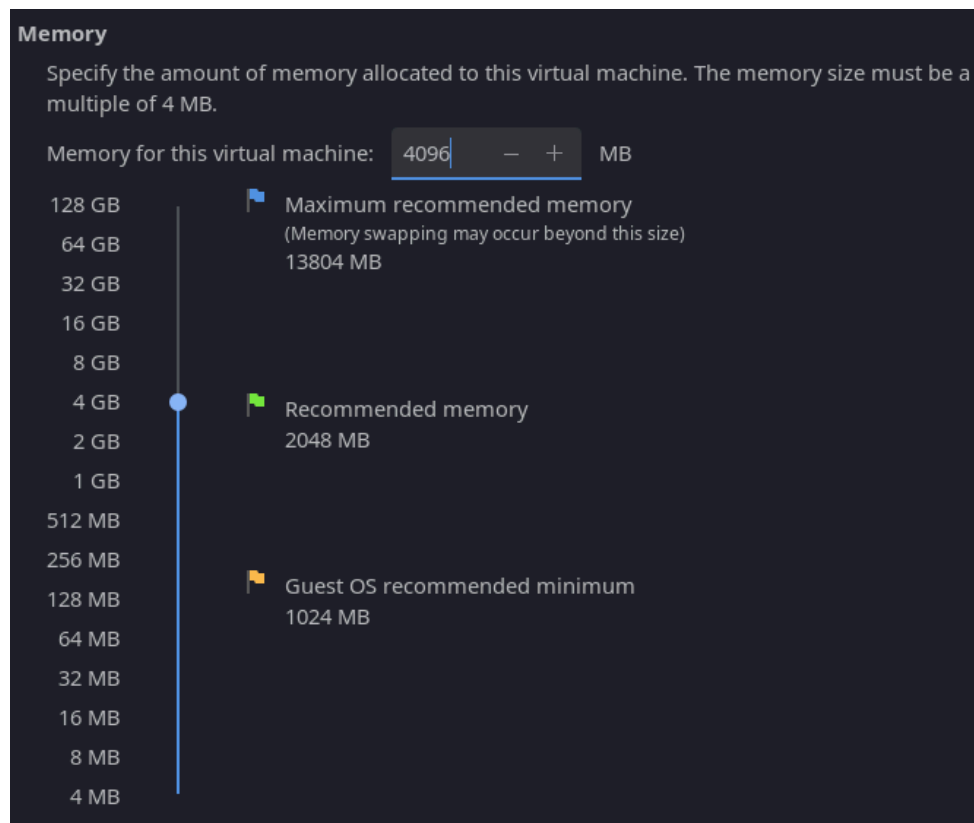 Memory
Specify the amount of memory allocated to this virtual machine. The memory size must be a
multiple of 4 MB.
Memory for this virtual machine: 4096 − + MB
128 GB
64 GB
32 GB
16 GB
8 GB
4 GB
2 GB
1 GB
512 MB
256 MB
128 MB
64 MB
32 MB
16 MB
8 MB
4 MB
Maximum recommended memory
(Memory swapping may occur beyond this size)
13804 MB
Recommended memory
2048 MB
Guest OS recommended minimum
1024 MB